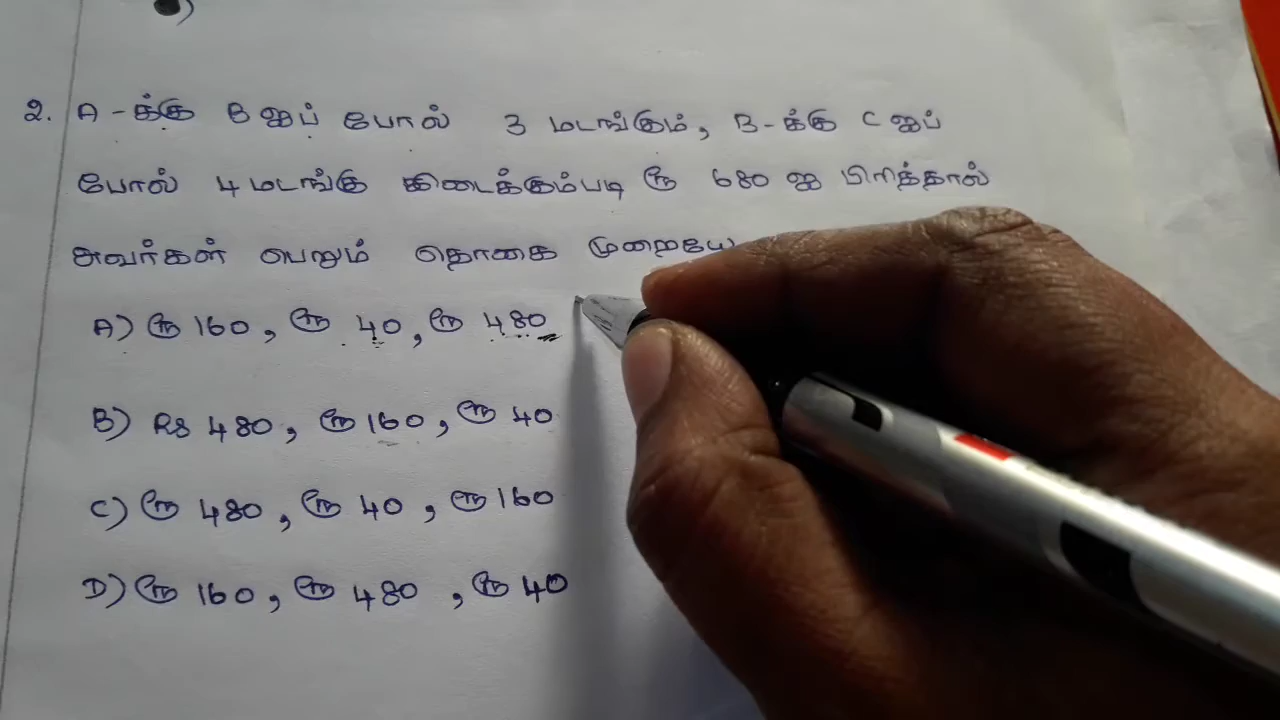 2. A -க்கு B ஐப் போல் 3 மடங்கும், B-க்கு C ஐப்
போல் 4 மடங்கு கிடைக்கும்படி ரூ 680 ஐ பிரித்தால்
அவர்கள் பெறும் தொகை முறையே
A) ரூ 160, ரூ 40, ரூ 480
B) Rs 480, ரூ 160, ரூ 40
C) ரூ 480, ரூ 40, ரூ 160
D) ரூ 160, ரூ 480, ரூ 40